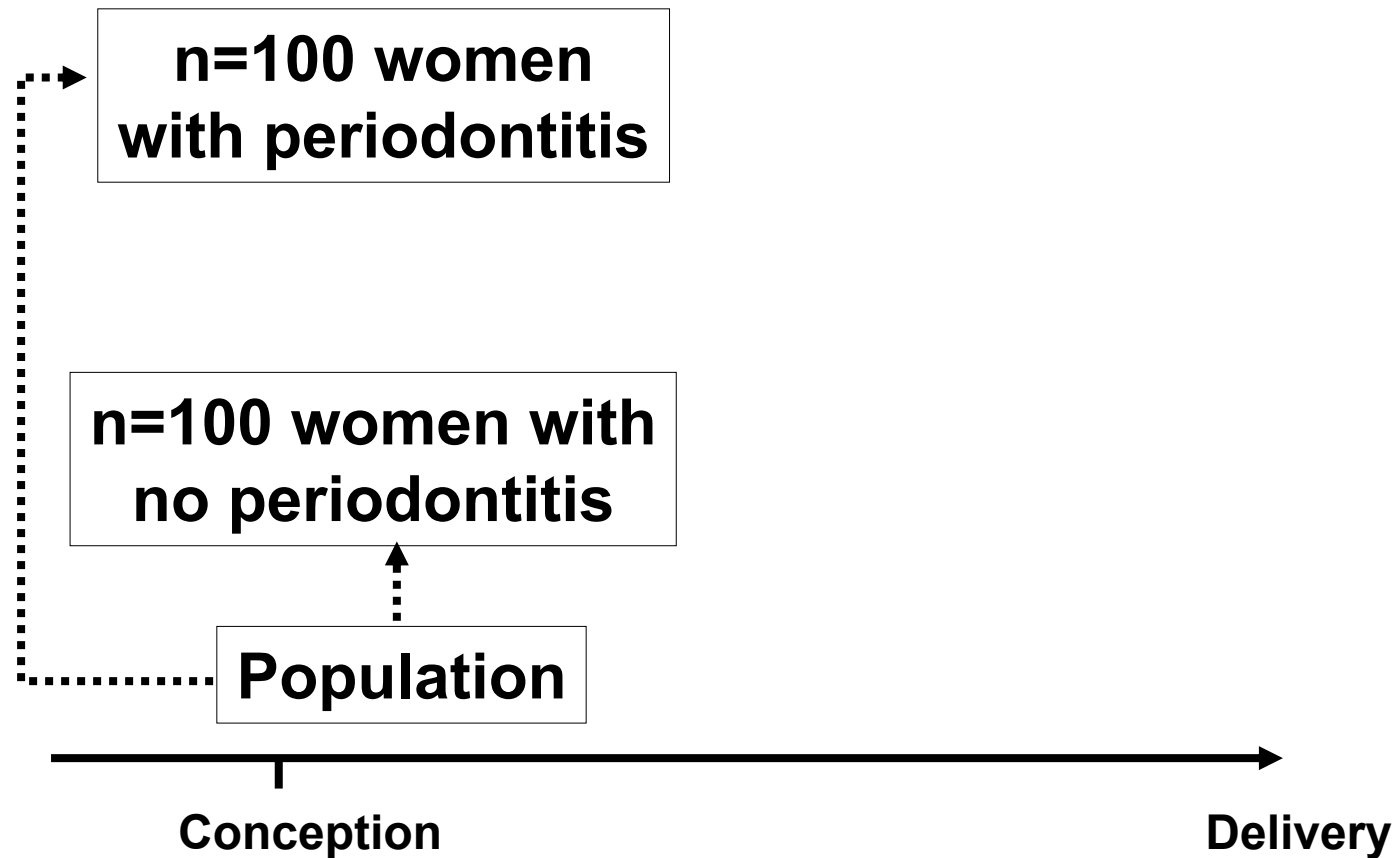 n=100 women
with periodontitis
n=100 women with
no periodontitis
Population
Conception
Delivery